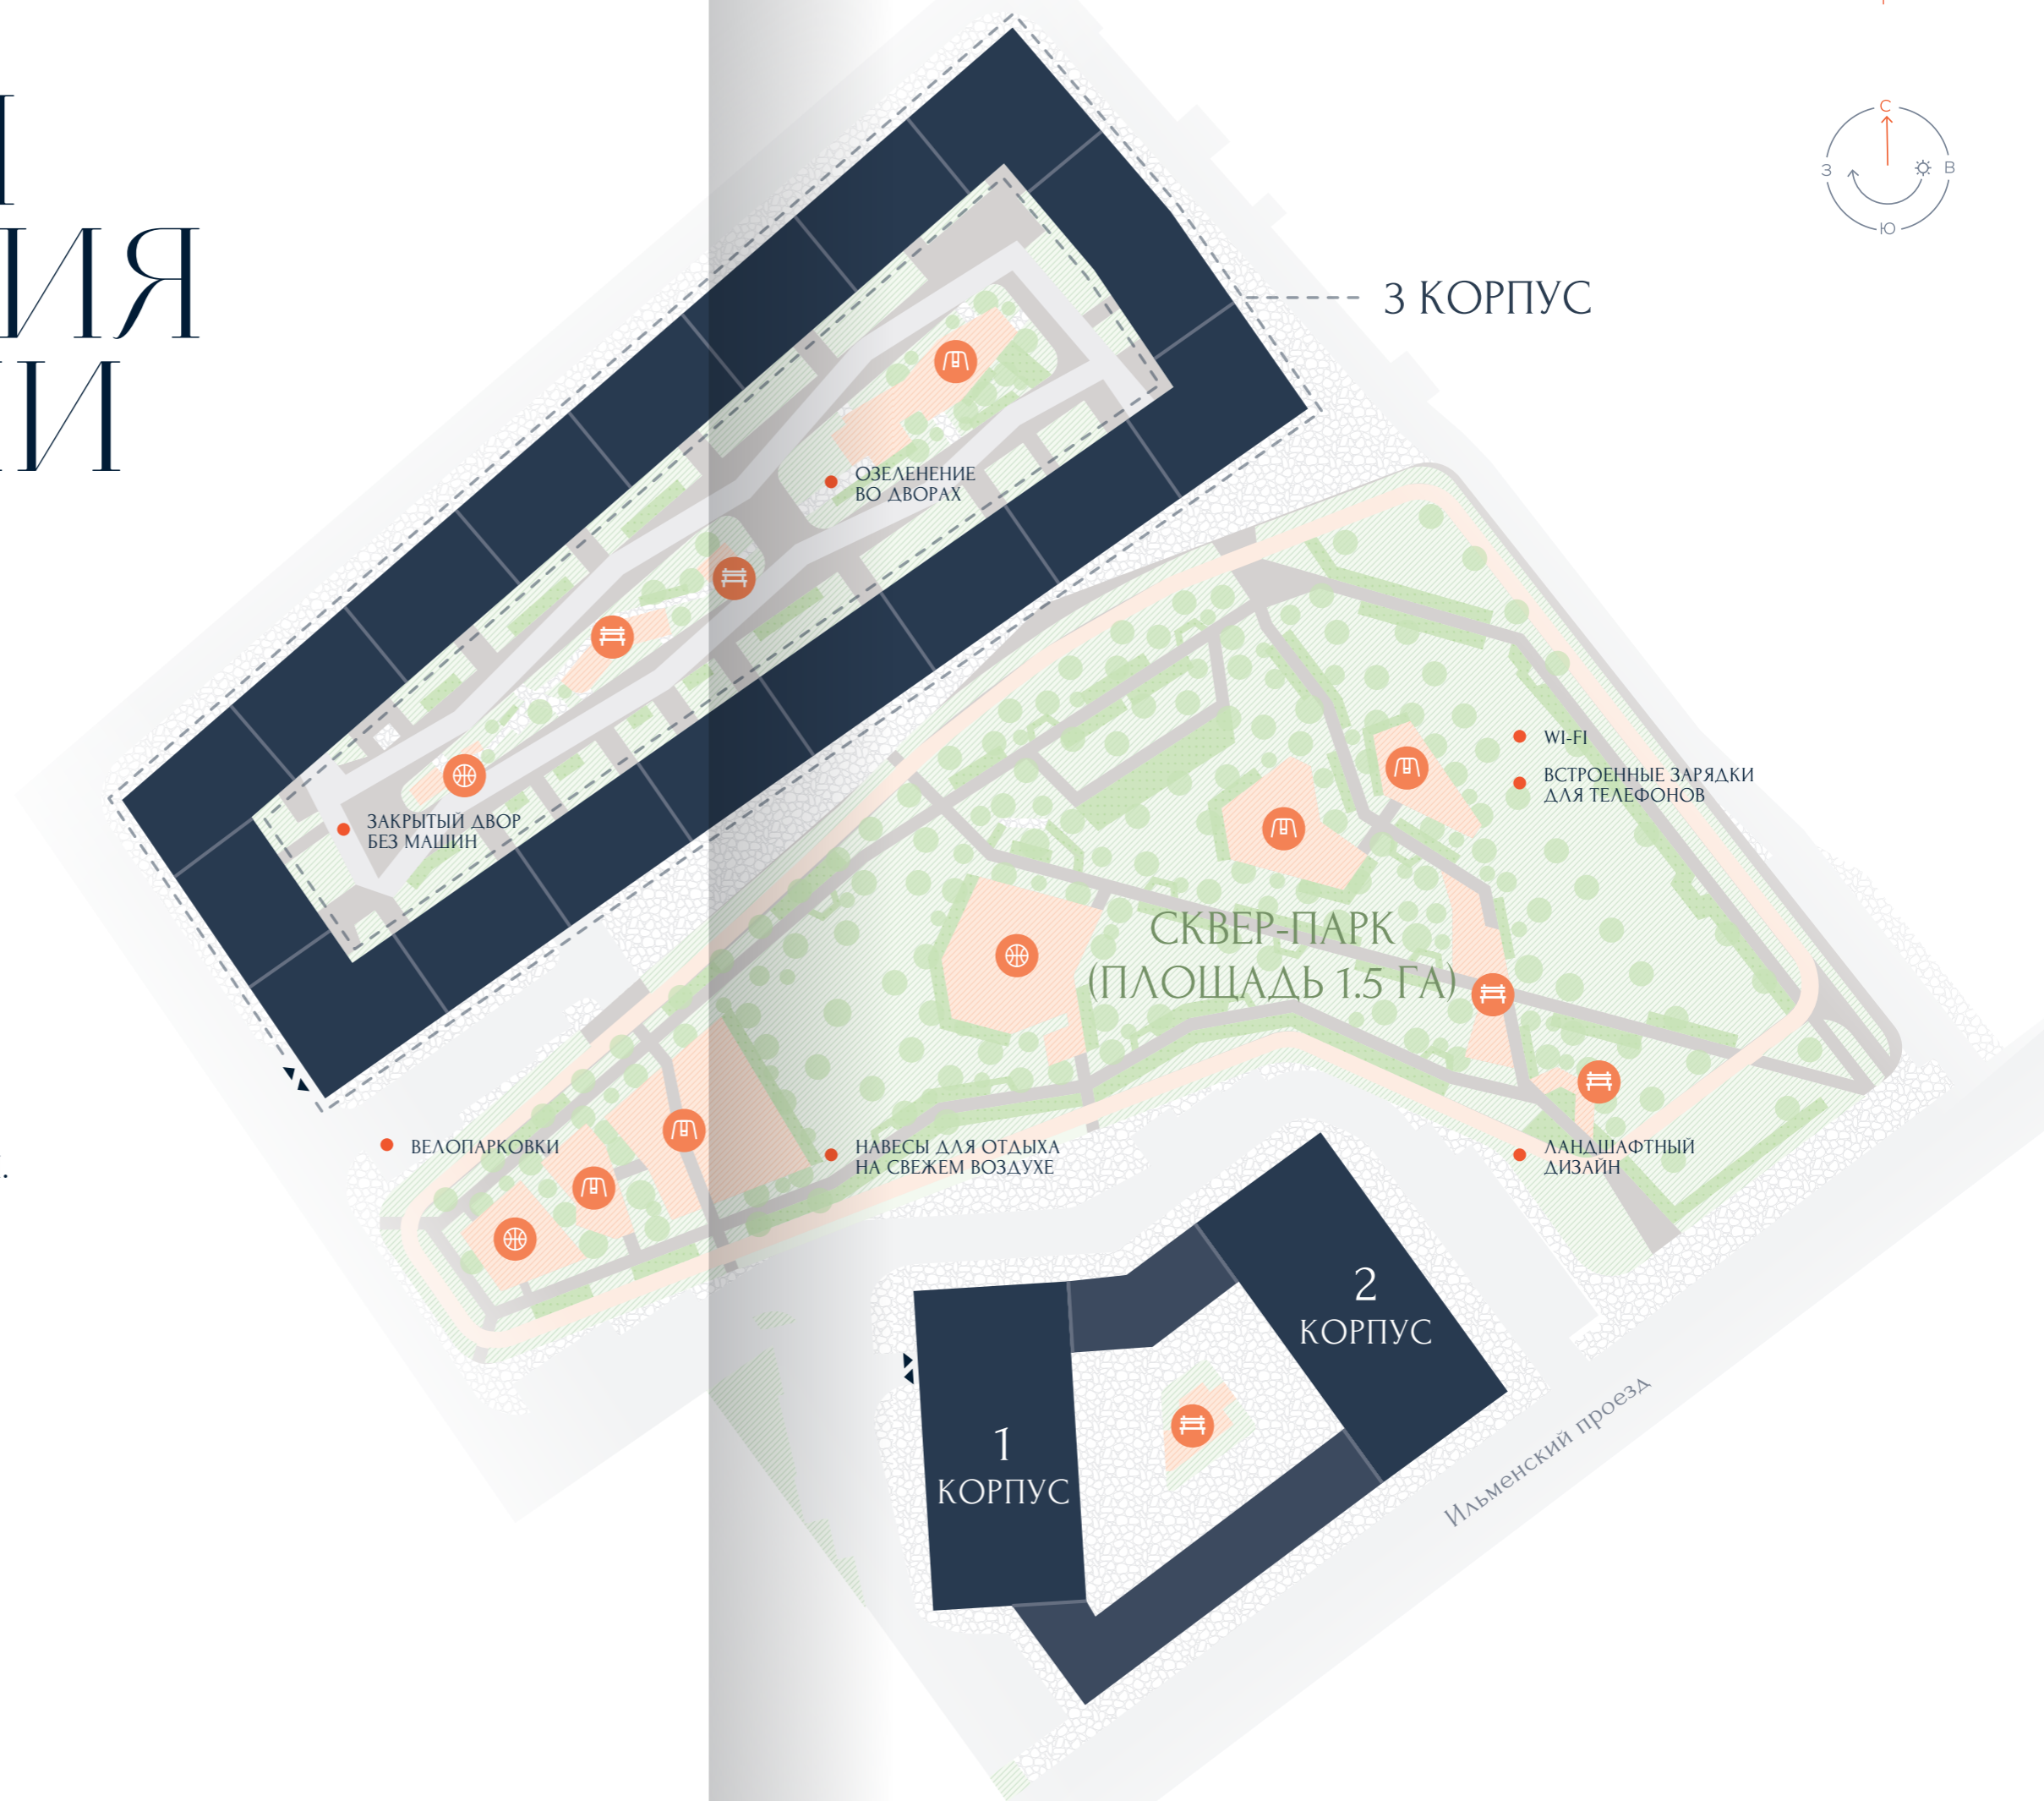 ИЯ
И
С
З
В
Ю
3 КОРПУС
ОЗЕЛЕНЕНИЕ
ВО ДВОРАХ
ЗАКРЫТЫЙ ДВОР
БЕЗ МАШИН
WI-FI
ВСТРОЕННЫЕ ЗАРЯДКИ
ДЛЯ ТЕЛЕФОНОВ
СКВЕР-ПАРК
(ПЛОЩАДЬ 1.5 ГА)
ВЕЛОПАРКОВКИ
НАВЕСЫ ДЛЯ ОТДЫХА
НА СВЕЖЕМ ВОЗДУХЕ
ЛАНДШАФТНЫЙ
ДИЗАЙН
2
КОРПУС
1
КОРПУС
Ильменский проезд